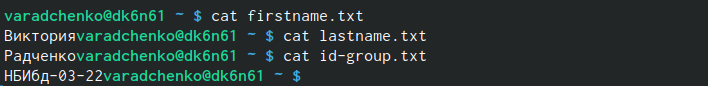 varadchenko@dk6n61 ~ $ cat firstname.txt
Викторияvaradchenko@dk6n61 ~ $ cat lastname.txt
Радченкоvaradchenko@dk6n61 ~ $ cat id-group.txt
НБИбд-03-22varadchenko@dk6n61 ~ $